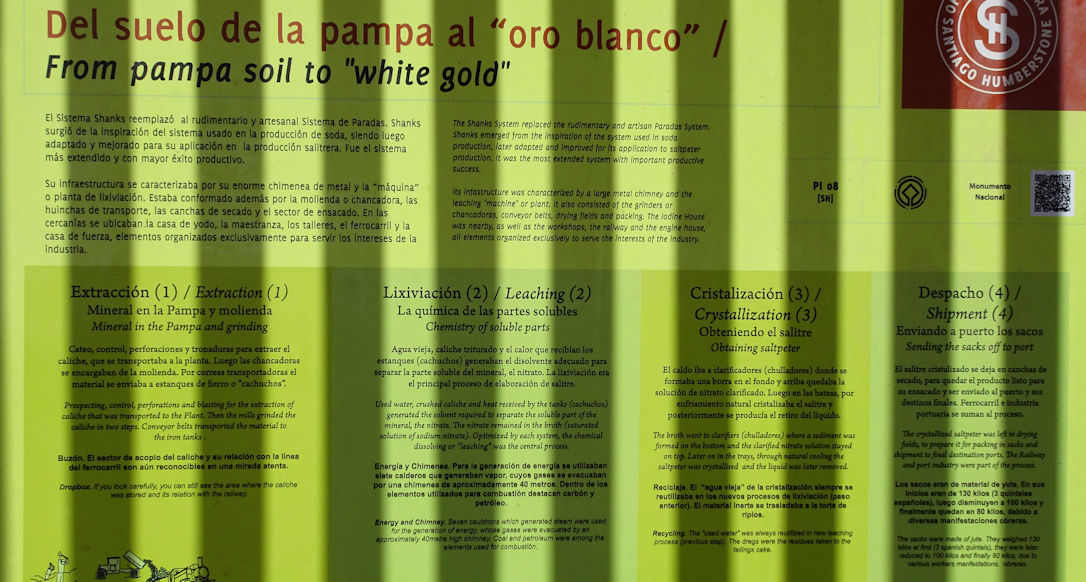 Del suelo de la pampa al “oro blanco” /
From pampa soil to "white gold"
SANTIAGO HUMBERSTONE
SH
El Sistema Shanks reemplazó al rudimentario y artesanal Sistema de Paradas. Shanks
surgió de la inspiración del sistema usado en la producción de soda, siendo luego
adaptado y mejorado para su aplicación en la producción salitrera. Fue el sistema
más extendido y con mayor éxito productivo.
Su infraestructura se caracterizaba por su enorme chimenea de metal y la “máquina”
o planta de lixiviación. Estaba conformado además por la molienda o chancadora, las
huinchas de transporte, las canchas de secado y el sector de ensacado. En las
cercanías se ubicaban la casa de yodo, la maestranza, los talleres, el ferrocarril y la
casa de fuerza, elementos organizados exclusivamente para servir los intereses de la
industria.
The Shanks System replaced the rudimentary and artisan Paradas System.
Shanks emerged from the inspiration of the system used in soda
production, later adapted and improved for its application to saltpeter
production. It was the most extended system with important productive
success.
Its infastructure was characterized by a large metal chimney and the
leaching "machine" or plant. It also consisted of the grinders or
chancadoras, conveyor belts, drying fields and packing. The Iodine House
was nearby, as well as the workshops, the railway and the engine house,
all elements organized exclusively to serve the interests of the industry.
PI 08
[SH]
Monumento
Nacional
Extracción (1) / Extraction (1)
Mineral en la Pampa y molienda
Mineral in the Pampa and grinding
Cateo, control, perforaciones y tronaduras para extraer el
caliche, que se transportaba a la planta. Luego las chancadoras
se encargaban de la molienda. Por correas transportadoras el
material se enviaba a estanques de fierro o “cachuchos”.
Prospecting, control, perforations and blasting for the extraction of
caliche that was transported to the Plant. Then the mills grinded the
caliche in two steps. Conveyor belts transported the material to
the iron tanks .
Buzón. El sector de acopio del caliche y su relación con la línea
del ferrocarril son aún reconocibles en una mirada atenta.
Dropbox. If you look carefully, you can still see the area where the caliche
was stored and its relation with the railway.
Lixiviación (2) / Leaching (2)
La química de las partes solubles
Chemistry of soluble parts
Agua vieja, caliche triturado y el calor que recibían los
estanques (cachuchos) generaban el disolvente adecuado para
separar la parte soluble del mineral, el nitrato. La lixiviación era
el principal proceso de elaboración de salitre.
Used water, crushed caliche and heat received by the tanks (cachuchos)
generated the solvent required to separate the soluble part of the
mineral, the nitrate. The nitrate remained in the broth (saturated
solution of sodium nitrate). Optimized by each system, the chemical
dissolving or "leaching" was the central process.
Energía y Chimenea. Para la generación de energía se utilizaban
siete calderos que generaban vapor, cuyos gases se evacuaban
por una chimenea de aproximadamente 40 metros. Dentro de los
elementos utilizados para combustión destacan carbón y
petróleo.
Energy and Chimney. Seven cauldrons which generated steam were used
for the generation of energy, whose gases were evacuated by an
approximately 40metre high chimney. Coal and petroleum were among the
elements used for combustion.
Cristalización (3) /
Crystallization (3)
Obteniendo el salitre
Obtaining saltpeter
El caldo iba a clarificadores (chulladores) donde se
formaba una borra en el fondo y arriba quedaba la
solución de nitrato clarificado. Luego en las bateas, por
enfriamiento natural cristalizaba el salitre y
posteriormente se producía el retiro del líquido.
The broth went to clarifiers (chulladores) where a sediment was
formed on the bottom and the clarified nitrate solution stayed
on top. Later on in the trays, through natural cooling the
saltpeter was crystallized and the liquid was later removed.
Reciclaje. El “agua vieja” de la cristalización siempre se
reutilizaba en los nuevos procesos de lixiviación (paso
anterior). El material inerte se trasladaba a la torta de
ripios.
Recycling. The "used water" was always reutilized in new leaching
process (previous step). The dregs were the residues taken to the
tailings cake.
Despacho (4) /
Shipment (4)
Enviando a puerto los sacos
Sending the sacks off to port
El salitre cristalizado se deja en canchas de
secado, para quedar el producto listo para
su ensacado y ser enviado al puerto y sus
destinos finales. Ferrocarril e industria
portuaria se suman al proceso.
The crystallized saltpeter was left in drying
fields, to prepare it for packing in sacks and
shipment to final destination ports. The Railway
and port industry were part of the process.
Los sacos eran de material de yute. En sus
inicios eran de 130 kilos (3 quintales
españoles), luego disminuyen a 100 kilos y
finalmente quedan en 80 kilos, debido a
diversas manifestaciones obreras.
The sacks were made of jute. They weighed 130
kilos at first (3 spanish quintals), they were later
reduced to 100 kilos and finally 80 kilos, due to
various workers manifestations. obreras.